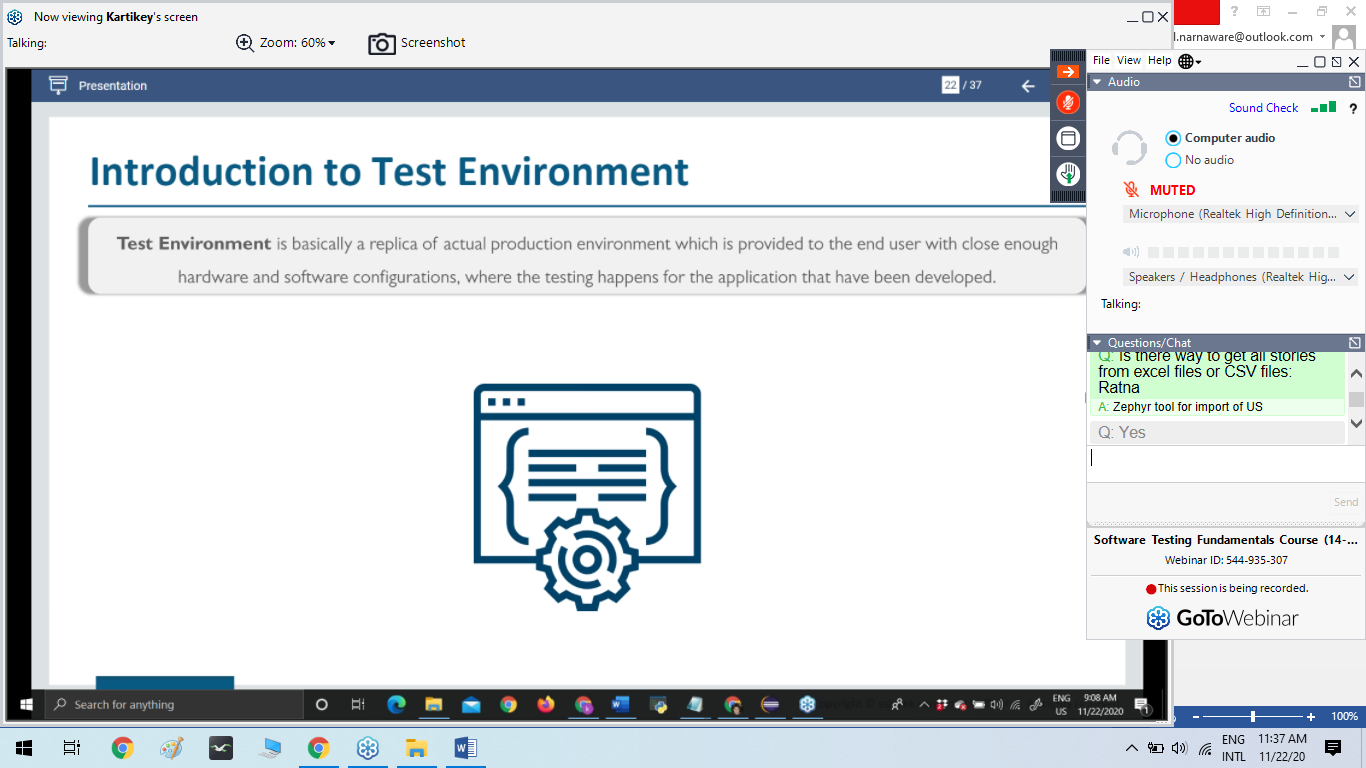 Now viewing Kartikey's screen
Talking:
Zoom: 60%
Screenshot
l.narnaware@outlook.com
Presentation
22 / 37
Introduction to Test Environment
Test Environment is basically a replica of actual production environment which is provided to the end user with close enough
hardware and software configurations, where the testing happens for the application that have been developed.
File View Help
Audio
Sound Check
?
Computer audio
No audio
MUTED
Microphone (Realtek High Definition...
Speakers / Headphones (Realtek Hig...
Talking:
Questions/Chat
Q: Is there way to get all stories
from excel files or CSV files:
Ratna
A: Zephyr tool for import of US
Q: Yes
Send
Software Testing Fundamentals Course (14-...
Webinar ID: 544-935-307
This session is being recorded.
GoToWebinar
Search for anything
ENG
US
9:08 AM
11/22/2020
1
100%
ENG
INTL
11:37 AM
11/22/20